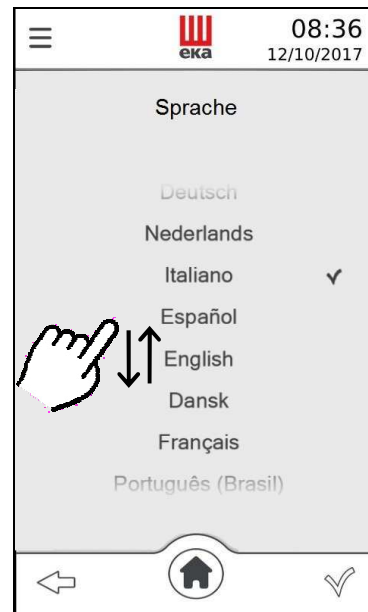 eka
08:36
12/10/2017
Sprache
Deutsch
Nederlands
Italiano
Español
English
Dansk
Français
Português (Brasil)